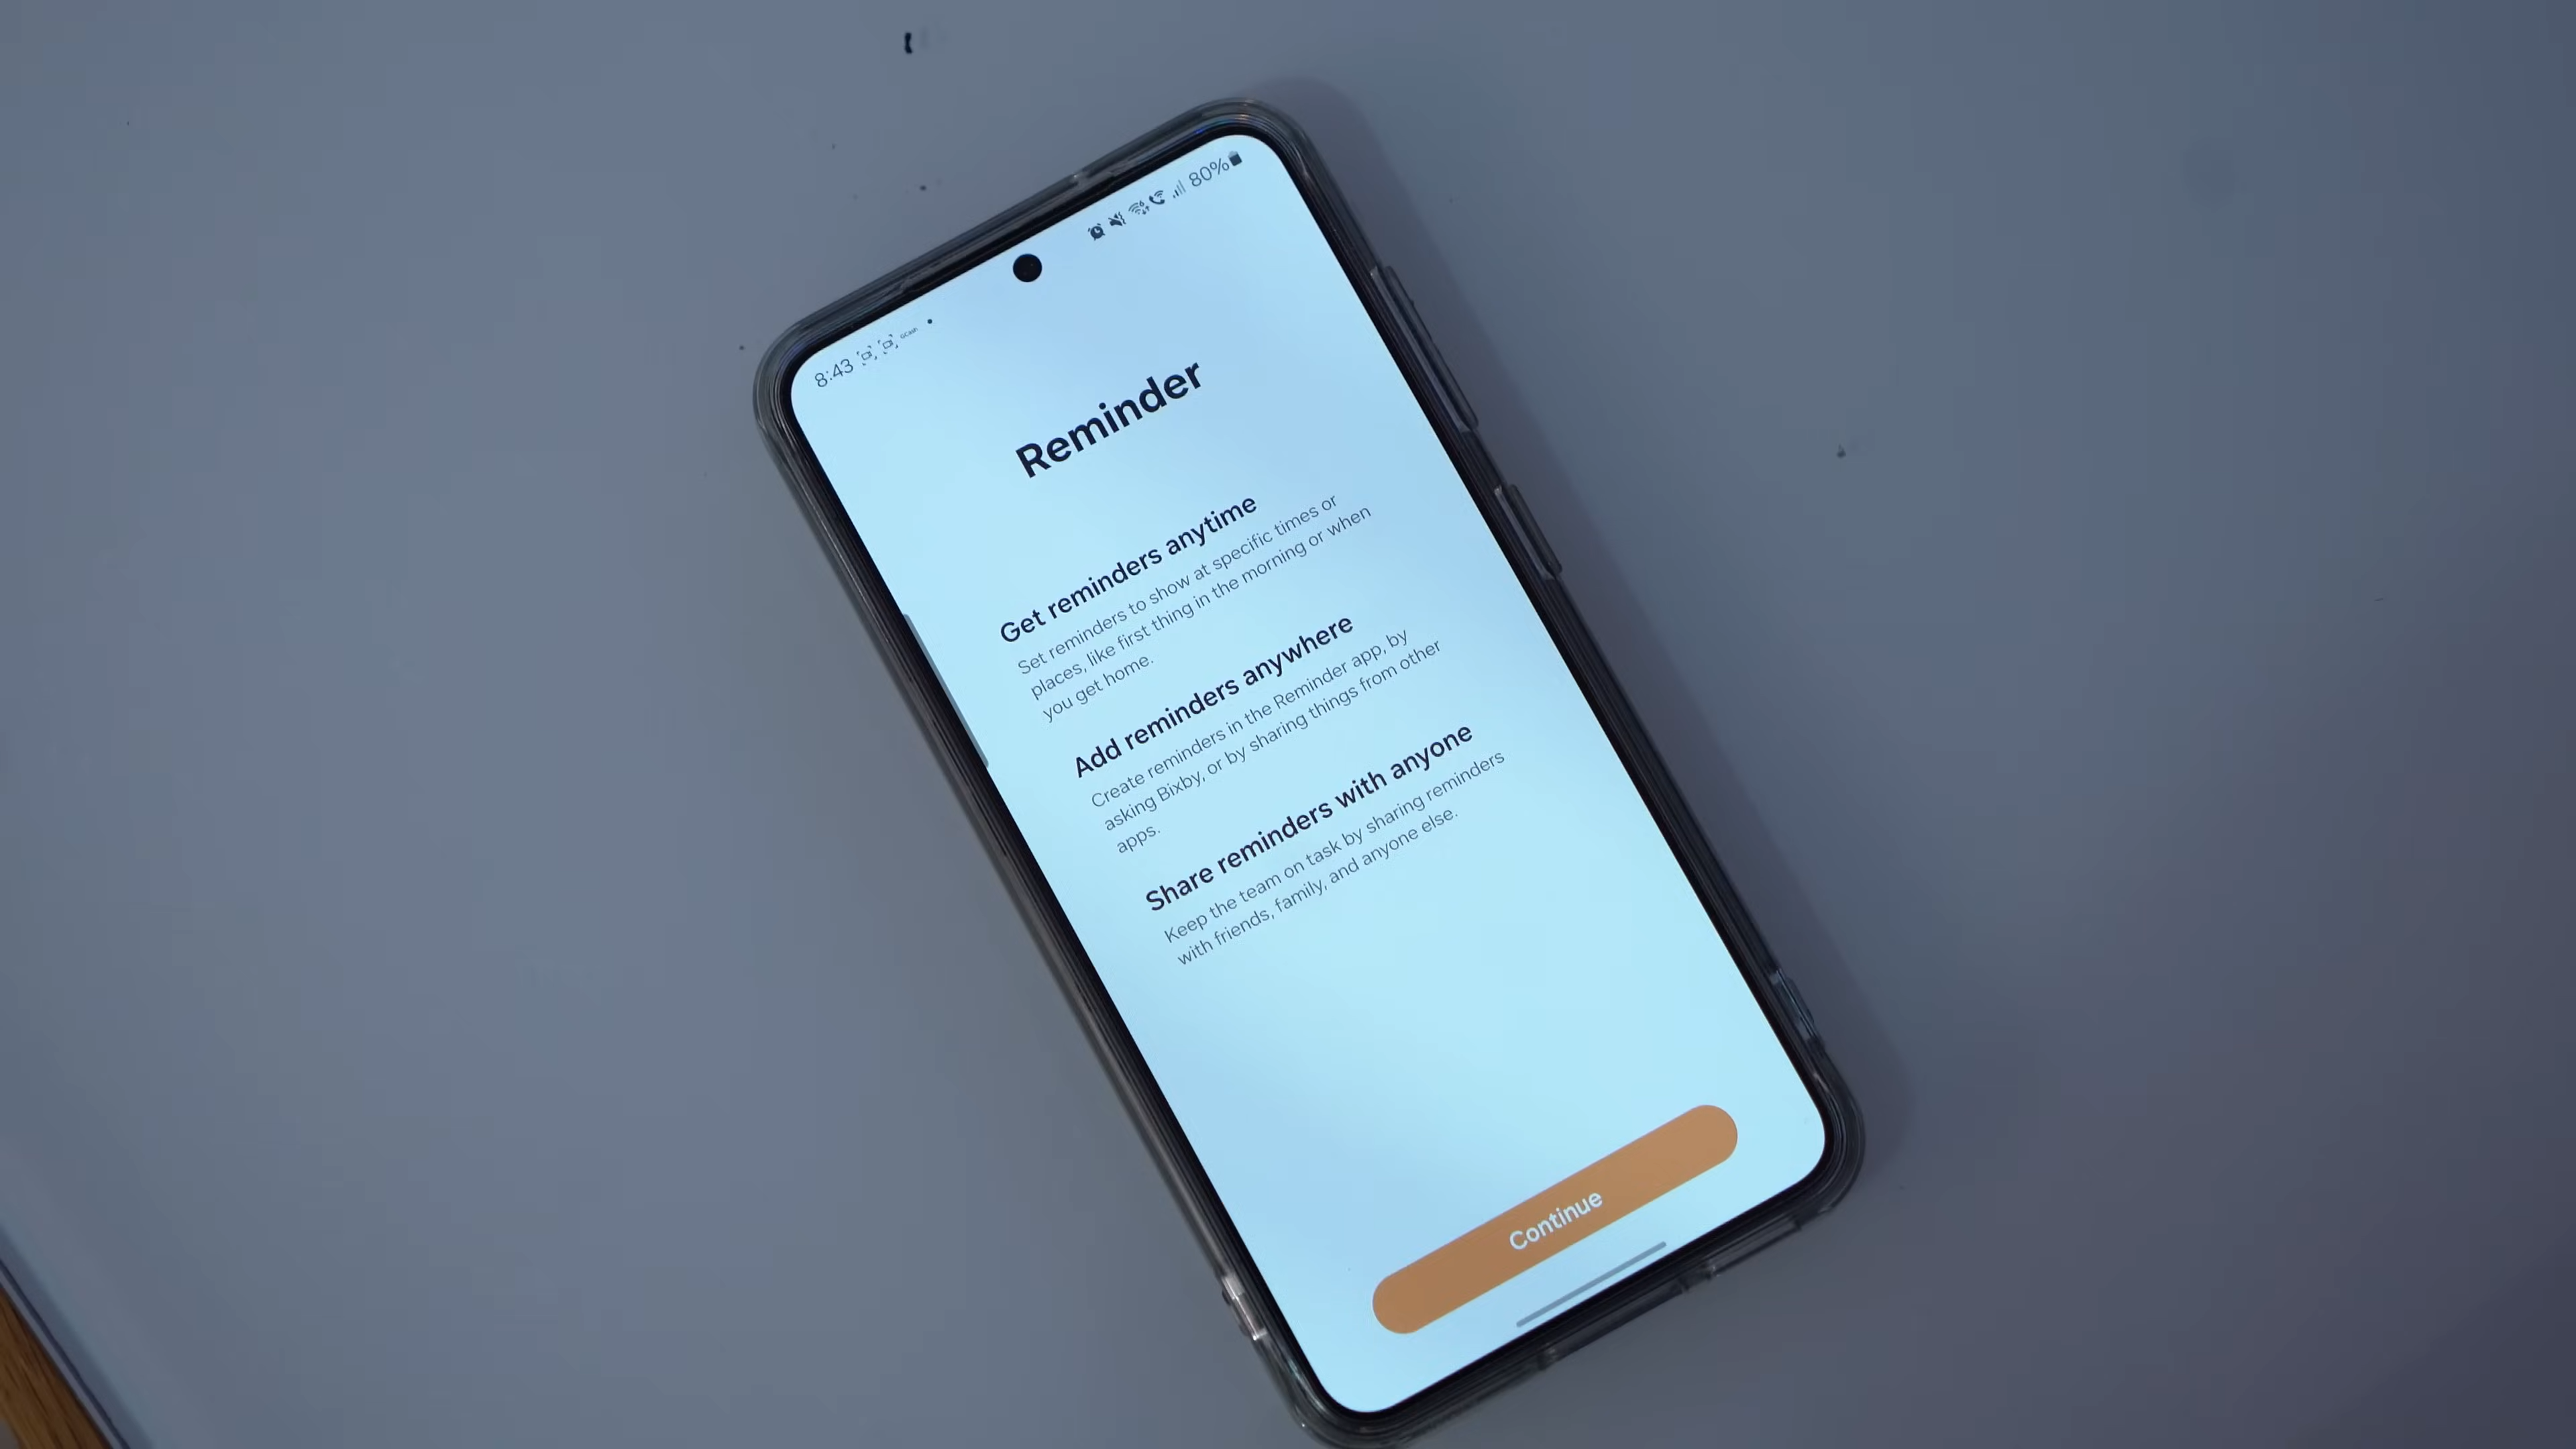 8:43
80%
Reminder
Get reminders anytime
Set reminders to show at specific times or
places, like first thing in the morning or when
you get home.
Add reminders anywhere
Create reminders in the Reminder app, by
asking Bixby, or by sharing things from other
apps.
Share reminders with anyone
Keep the team on task by sharing reminders
with friends, family, and anyone else.
Continue